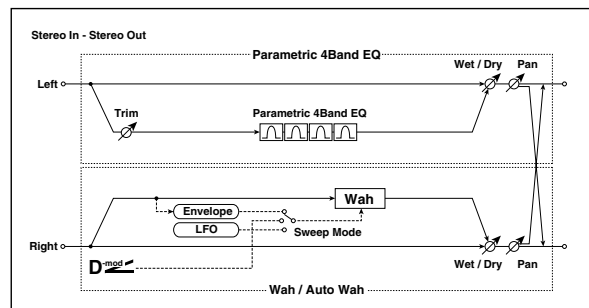 Stereo In - Stereo Out
Parametric 4Band EQ
Wet / Dry
Pan
Left
Trim
Parametric 4Band EQ
Envelope
LFO
Sweep Mode
Wah
Right
D-mod
Wet / Dry
Pan
Wah / Auto Wah